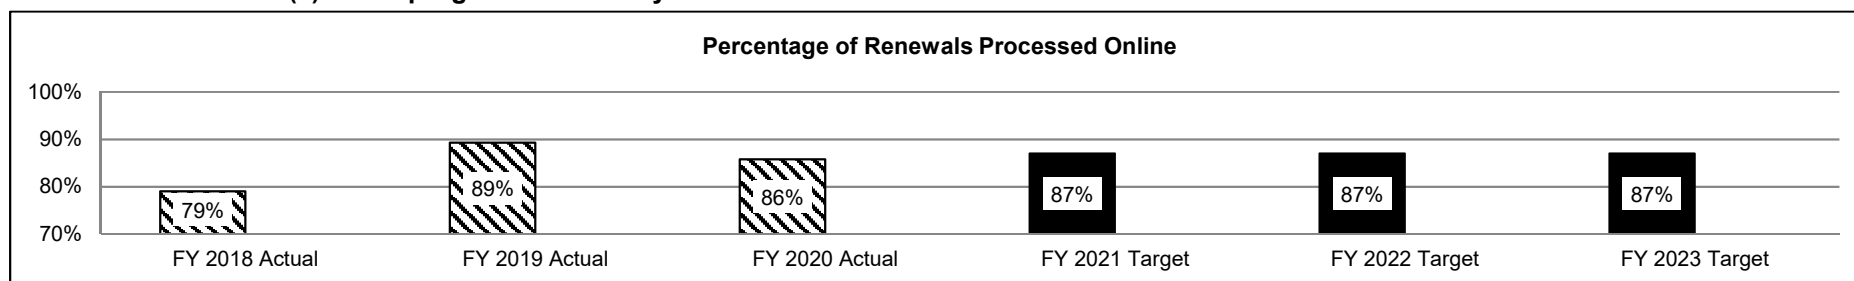 Percentage of Renewals Processed Online
100%
90%
80%
70%
79%
89%
86%
87%
87%
87%
FY 2018 Actual
FY 2019 Actual
FY 2020 Actual
FY 2021 Target
FY 2022 Target
FY 2023 Target